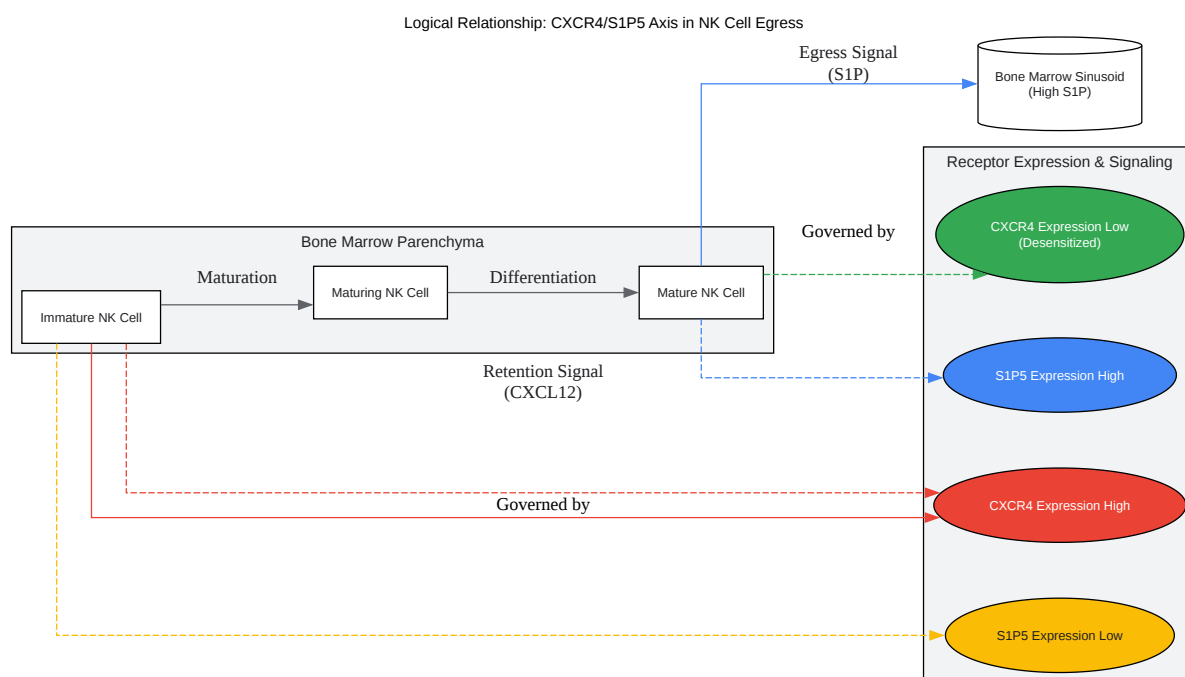 Logical Relationship: CXCR4/S1P5 Axis in NK Cell Egress
Egress Signal
(S1P)
Bone Marrow Sinusoid
(High S1P)
Receptor Expression & Signaling
CXCR4 Expression Low
(Desensitized)
Governed by
Bone Marrow Parenchyma
Maturation
Differentiation
Immature NK Cell
Maturing NK Cell
Mature NK Cell
Retention Signal
(CXCL12)
S1P5 Expression High
Governed by
CXCR4 Expression High
S1P5 Expression Low